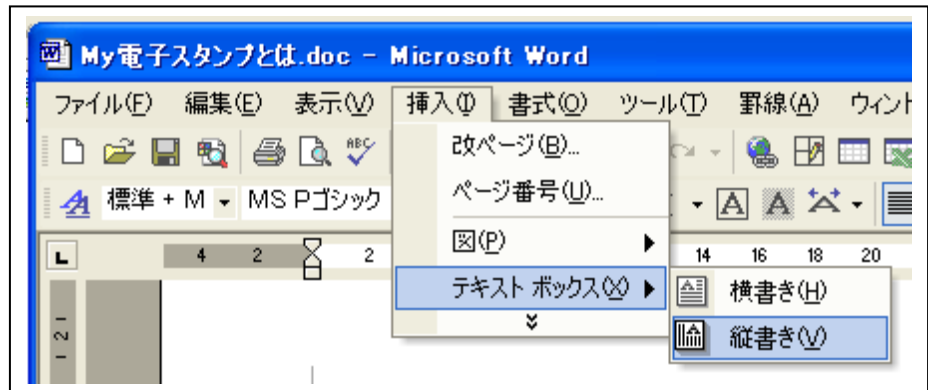 My電子スタンプとは.doc - Microsoft Word
ファイル(F) 編集(E) 表示(V) 挿入(I) 書式(O) ツール(T) 罫線(A) ウィント
標準 + M MS Pゴシック
改ページ(B)...
ページ番号(U)...
図(P)
テキスト ボックス(X)
横書き(H)
縦書き(V)
4 2 2 14 16 18 20
2